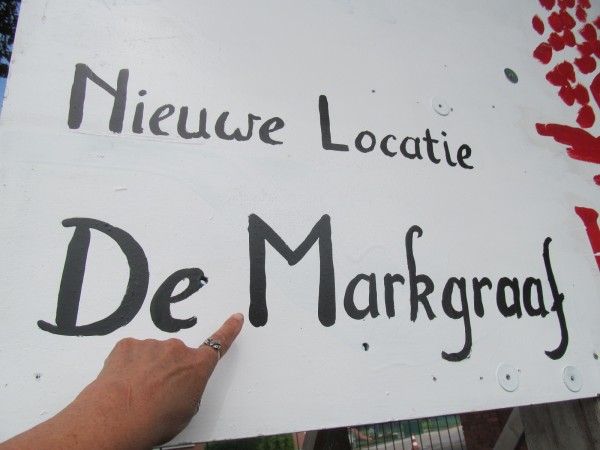 Nieuwe Locatie
De Markgraaf